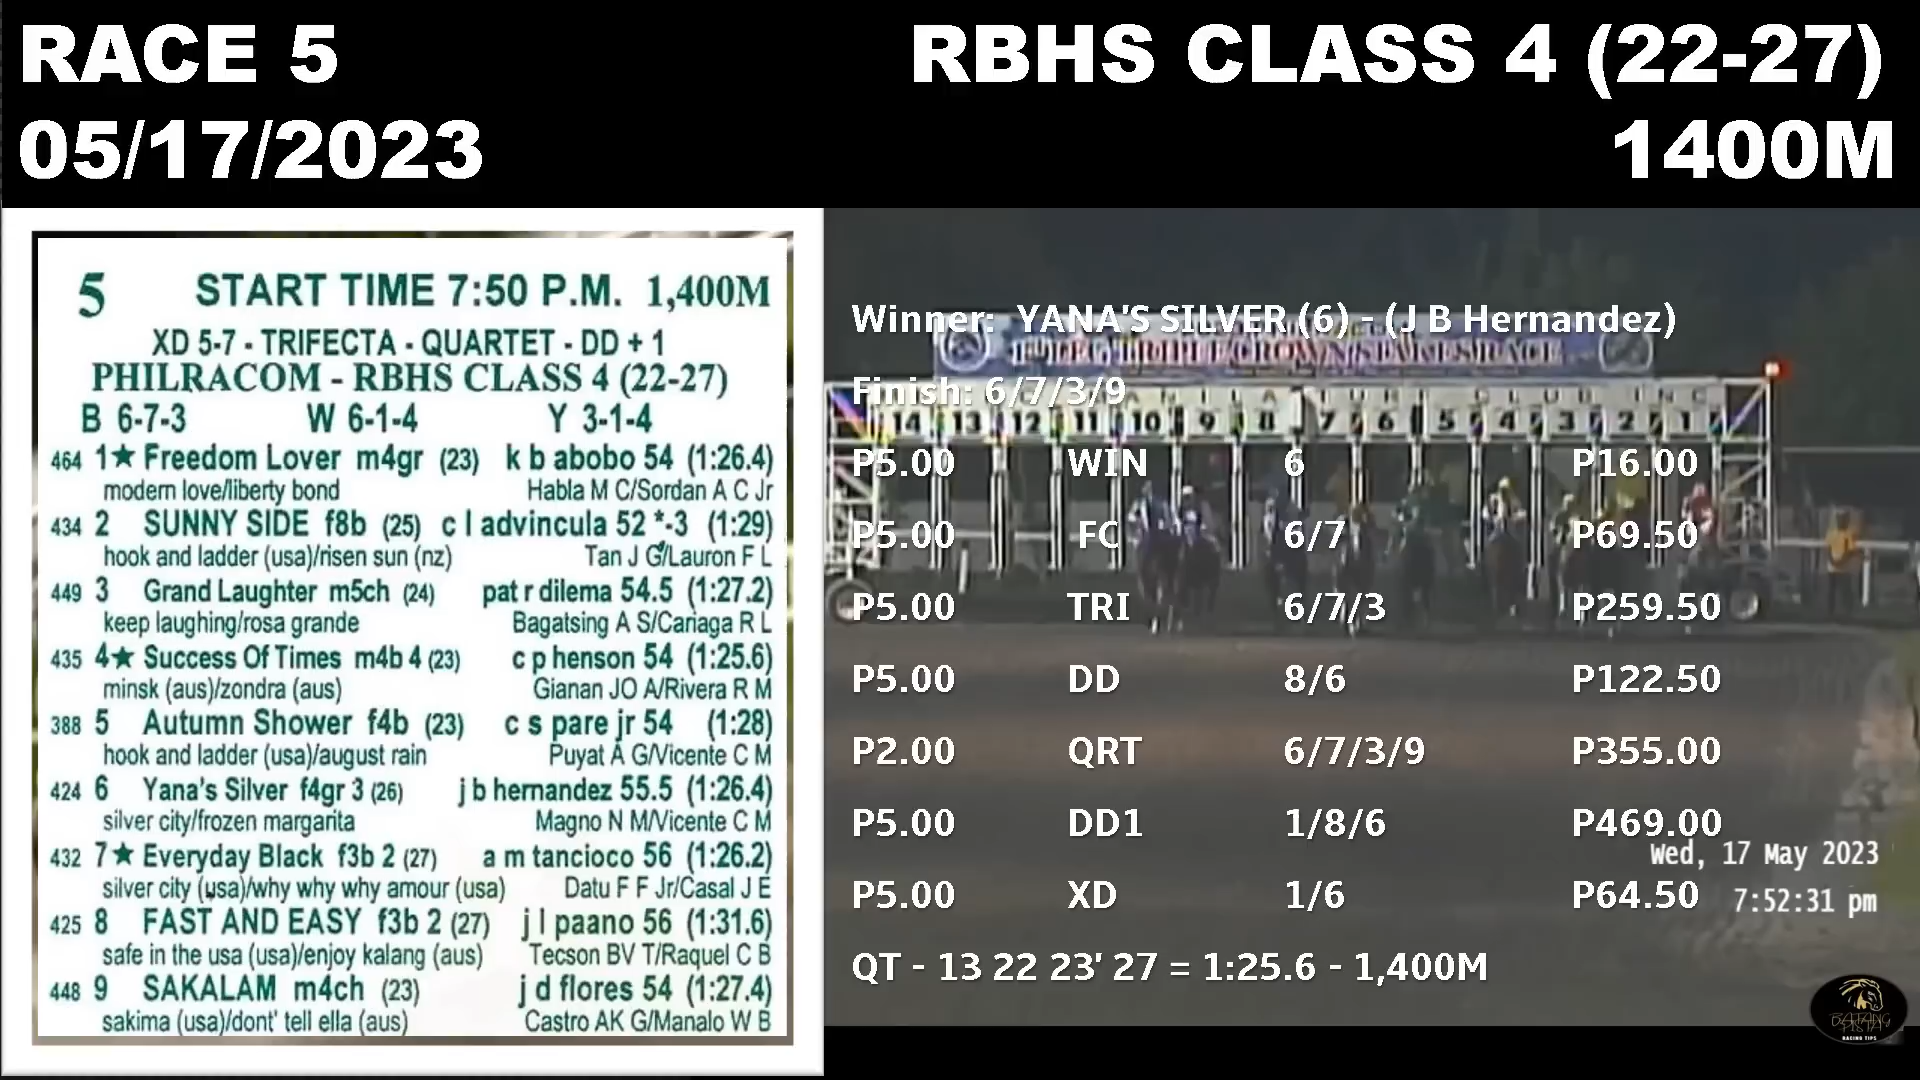 RACE 5
05/17/2023
RBHS CLASS 4 (22-27)
1400M
5 START TIME 7:50 P.M. 1,400M
XD 5-7 - TRIFECTA - QUARTET - DD + 1
PHILRACOM - RBHS CLASS 4 (22-27)
B 6-7-3 W 6-1-4 Y 3-1-4
464 1★ Freedom Lover m4gr (23) k b abobo 54 (1:26.4)
modern love/liberty bond Habla M C/Sordan A C Jr
434 2 SUNNY SIDE f8b (25) c l advincula 52 *-3 (1:29)
hook and ladder (usa)/risen sun (nz) Tan J G/Lauron F L
449 3 Grand Laughter m5ch (24) pat r dilema 54.5 (1:27.2)
keep laughing/rosa grande Bagatsing A S/Cariaga R L
435 4★ Success Of Times m4b 4 (23) c p henson 54 (1:25.6)
minsk (aus)/zondra (aus) Gianan JO A/Rivera R M
388 5 Autumn Shower f4b (23) c s pare jr 54 (1:28)
hook and ladder (usa)/august rain Puyat A G/Vicente C M
424 6 Yana's Silver f4gr 3 (26) j b hernandez 55.5 (1:26.4)
silver city/frozen margarita Magno N M/Vicente C M
432 7★ Everyday Black f3b 2 (27) a m tancioco 56 (1:26.2)
silver city (usa)/why why why amour (usa) Datu F F Jr/Casal J E
425 8 FAST AND EASY f3b 2 (27) j l paano 56 (1:31.6)
safe in the usa (usa)/enjoy kalang (aus) Tecson BV T/Raquel C B
448 9 SAKALAM m4ch (23) j d flores 54 (1:27.4)
sakima (usa)/dont' tell ella (aus) Castro AK G/Manalo W B
Winner: YANA'S SILVER (6) - (J B Hernandez)
TRIPLE CROWN STAKES RACE
Finish: 6/7/3/9
MANILA JOCKEY CLUB INC
14 13 12 11 10 9 8 7 6 5 4 3 2 1
P5.00 WIN 6 P16.00
P5.00 FC 6/7 P69.50
P5.00 TRI 6/7/3 P259.50
P5.00 DD 8/6 P122.50
P2.00 QRT 6/7/3/9 P355.00
P5.00 DD1 1/8/6 P469.00
Wed, 17 May 2023
P5.00 XD 1/6 P64.50
7:52:31 pm
QT - 13 22 23' 27 = 1:25.6 - 1,400M
BATANG PISTA
RACING TIPS